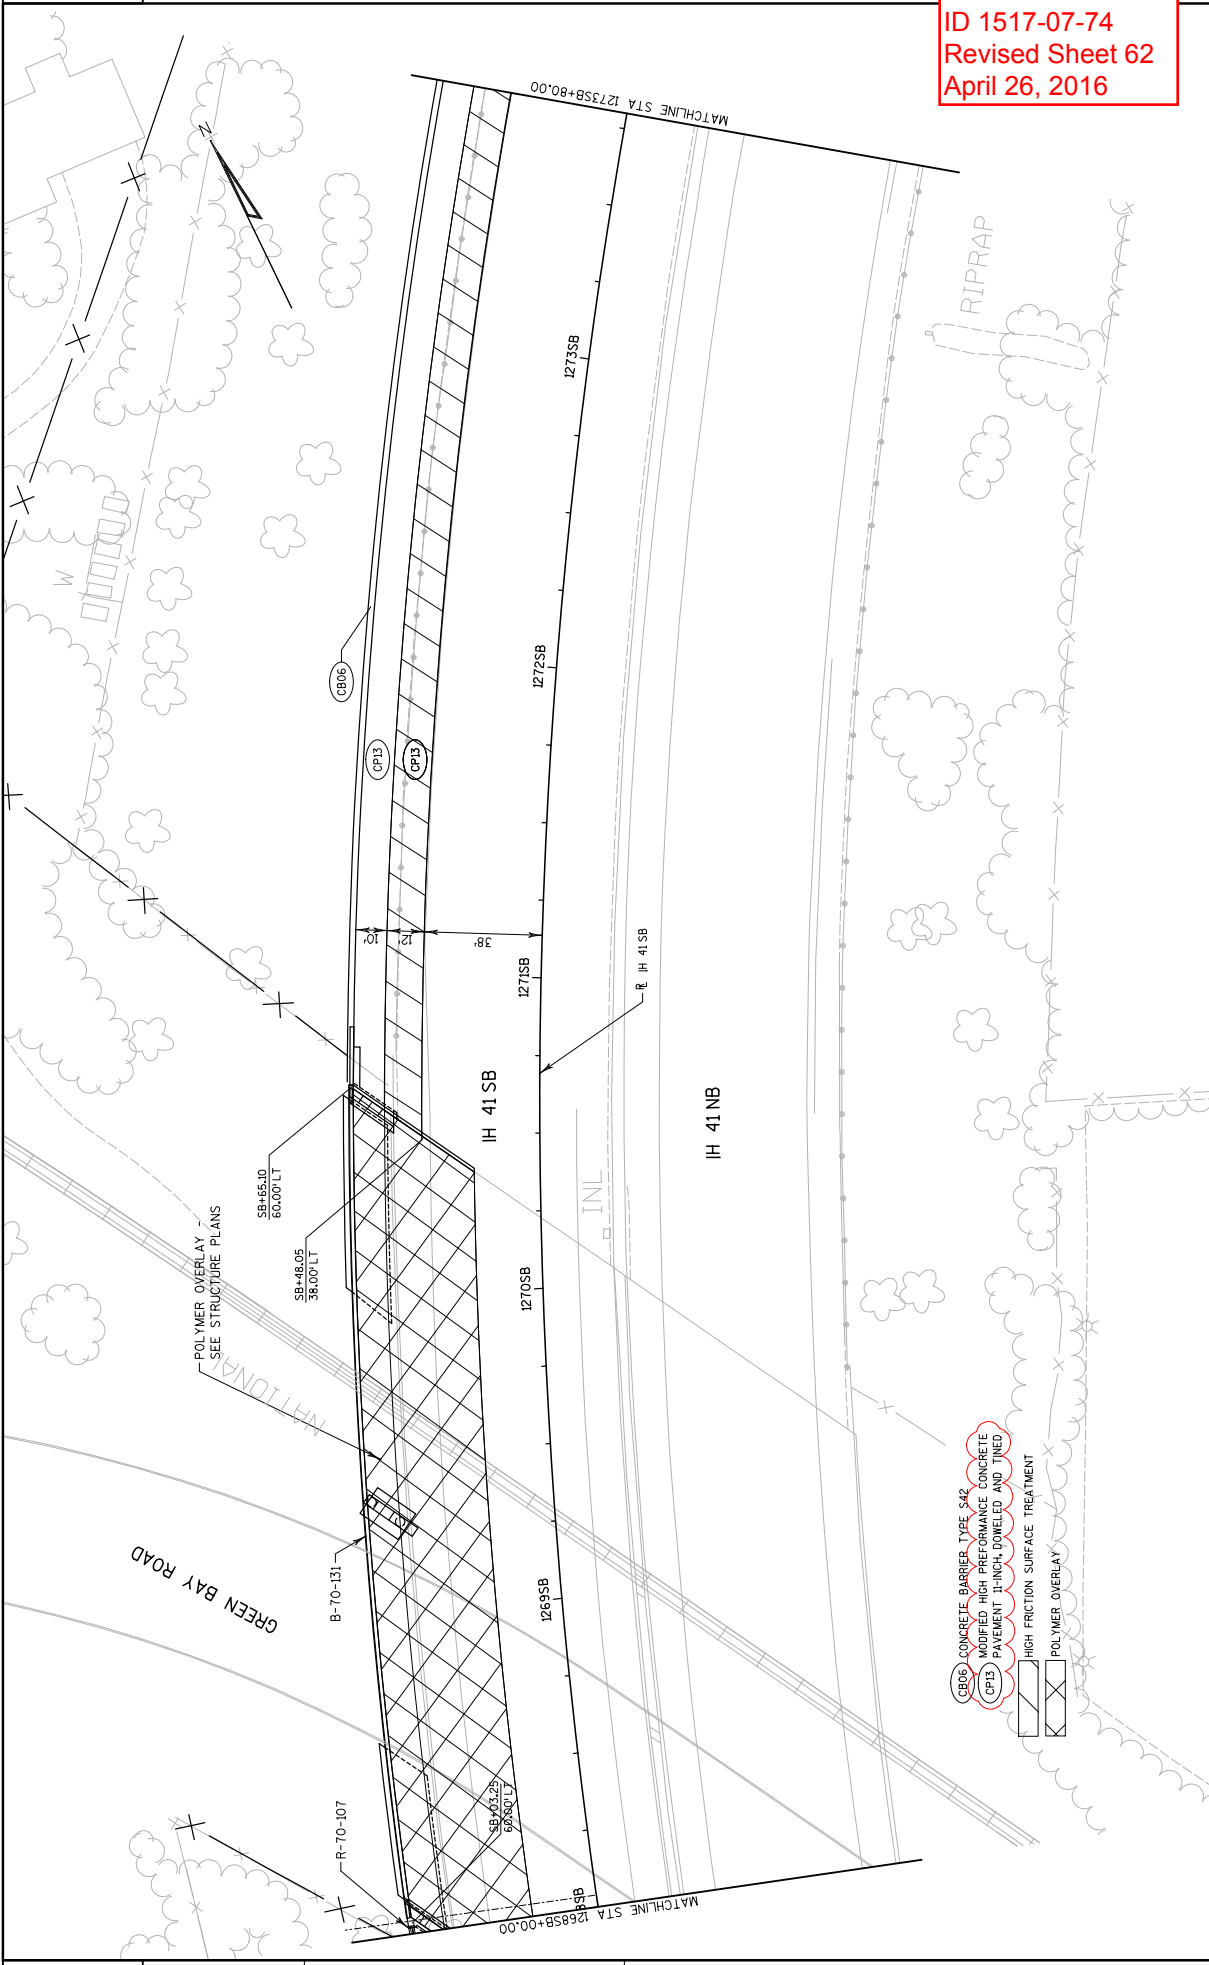 ID 1517-07-74
Revised Sheet 62
April 26, 2016
MATCHLINE STA 1273SB+80.00
N
RIPRAP
1273SB
W
CB06
1272SB
CP13
CP13
10'
12'
38'
1271SB
R IH 41 SB
IH 41 SB
IH 41 NB
INL
SB+65.10
60.00' LT
SB+48.05
38.00' LT
POLYMER OVERLAY -
SEE STRUCTURE PLANS
NATIONAL
1270SB
GREEN BAY ROAD
B-70-131
1269SB
R-70-107
SB+03.25
60.00' LT
8SB
MATCHLINE STA 1268SB+00.00
CB06 CONCRETE BARRIER TYPE S42
CP13 MODIFIED HIGH PREFORMANCE CONCRETE
PAVEMENT 11-INCH, DOWELED AND TINED
HIGH FRICTION SURFACE TREATMENT
POLYMER OVERLAY